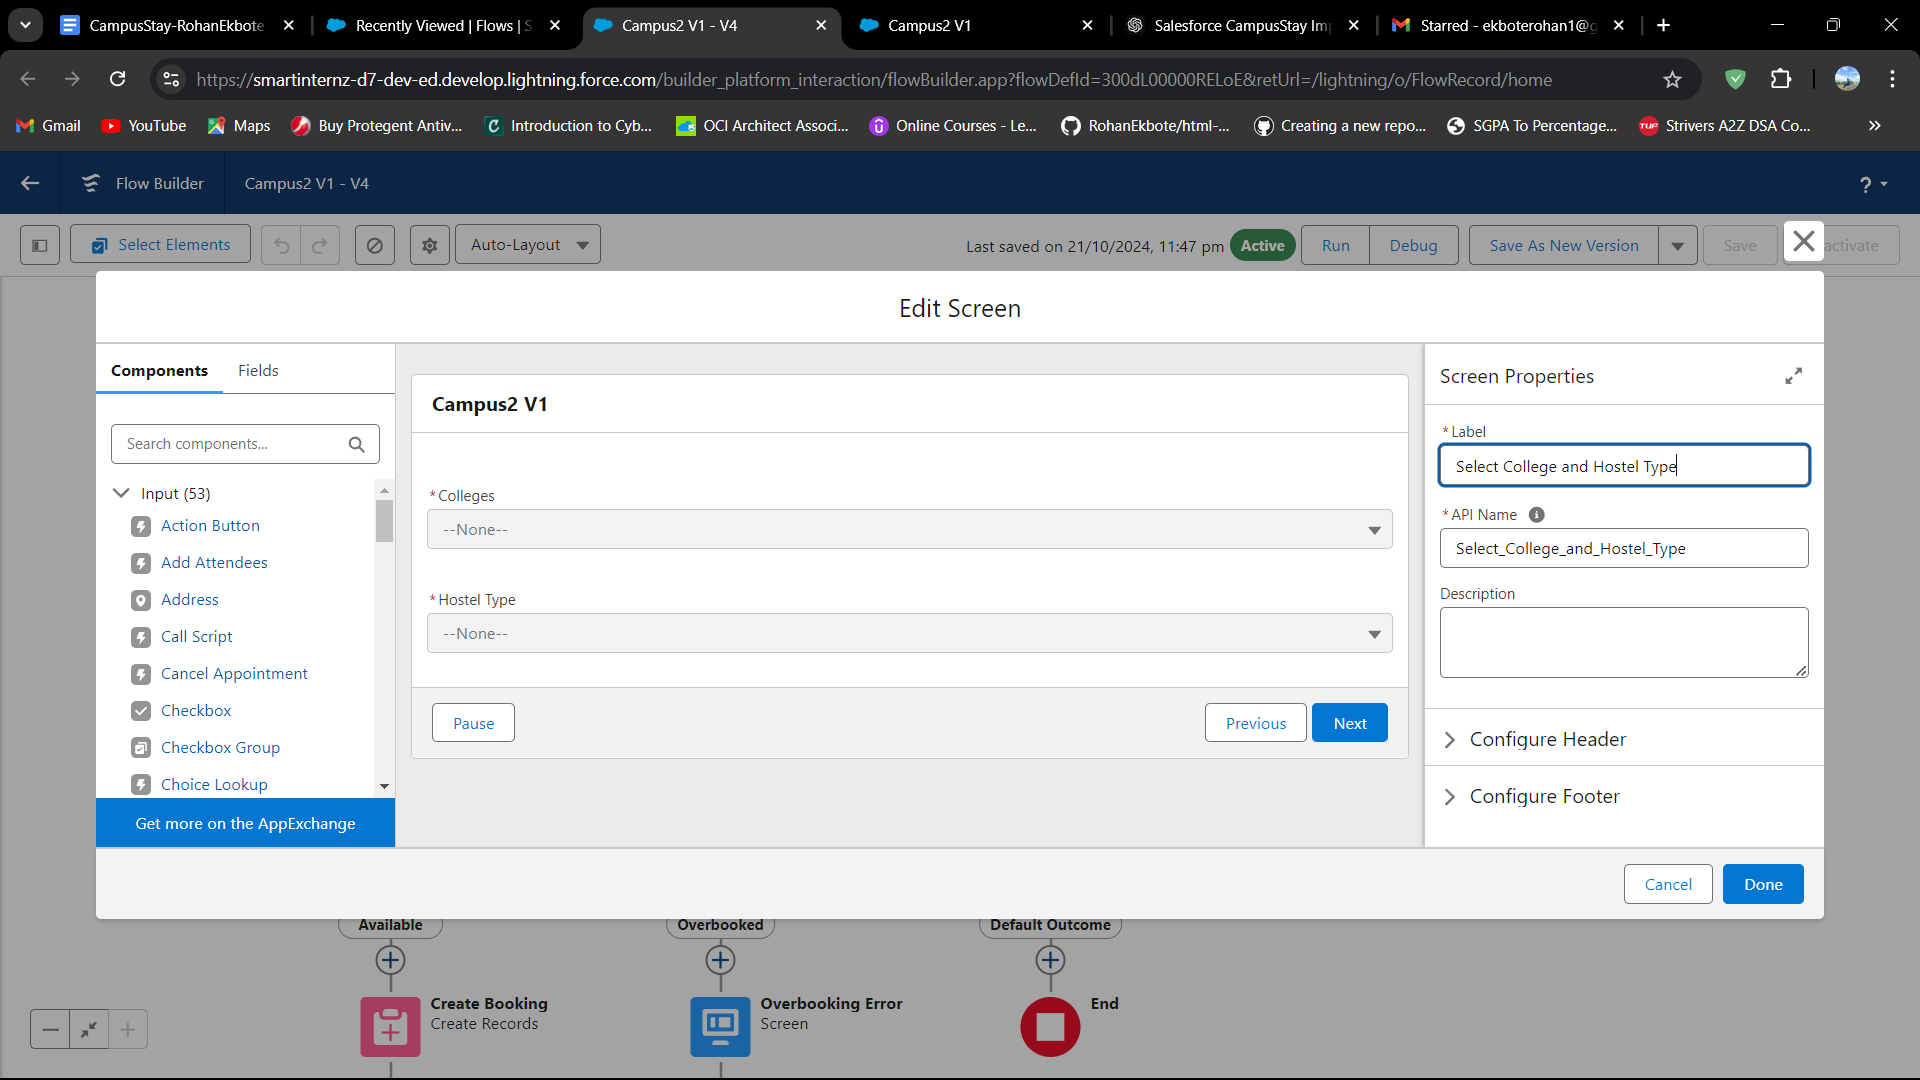 CampusStay-RohanEkbote
Recently Viewed | Flows | S
Campus2 V1 - V4
Campus2 V1
Salesforce CampusStay Im
Starred - ekboterohan1@g
https://smartinternz-d7-dev-ed.develop.lightning.force.com/builder_platform_interaction/flowBuilder.app?flowDefId=300dL00000RELoE&retUrl=/lightning/o/FlowRecord/home
Gmail
YouTube
Maps
Buy Protegent Antiv...
Introduction to Cyb...
OCI Architect Associ...
Online Courses - Le...
RohanEkbote/html-...
Creating a new repo...
SGPA To Percentage...
TUF
Strivers A2Z DSA Co...
Flow Builder
Campus2 V1 - V4
?
Select Elements
Auto-Layout
Last saved on 21/10/2024, 11:47 pm
Active
Run
Debug
Save As New Version
Save
activate
Edit Screen
Components
Fields
Search components...
Input (53)
Action Button
Add Attendees
Address
Call Script
Cancel Appointment
Checkbox
Checkbox Group
Choice Lookup
Get more on the AppExchange
Campus2 V1
*Colleges
--None--
*Hostel Type
--None--
Pause
Previous
Next
Screen Properties
*Label
Select College and Hostel Type
*API Name
Select_College_and_Hostel_Type
Description
Configure Header
Configure Footer
Cancel
Done
Available
Overbooked
Default Outcome
Create Booking
Create Records
Overbooking Error
Screen
End